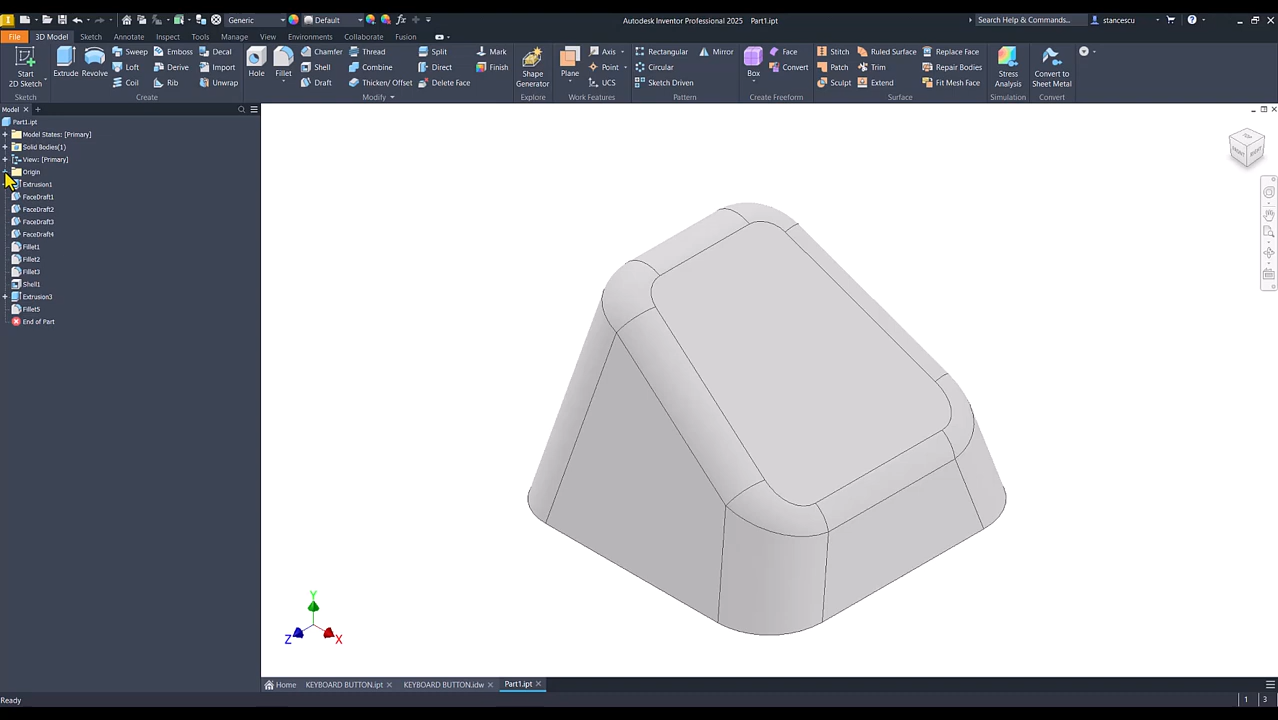 Generic
Default
Autodesk Inventor Professional 2025 Part1.ipt
Search Help & Commands...
stancescu
File
3D Model
Sketch
Annotate
Inspect
Tools
Manage
View
Environments
Collaborate
Fusion
Start
2D Sketch
Extrude
Revolve
Sweep
Emboss
Decal
Loft
Derive
Import
Coil
Rib
Unwrap
Hole
Fillet
Chamfer
Thread
Split
Shell
Combine
Direct
Draft
Thicken/ Offset
Delete Face
Mark
Finish
Shape
Generator
Plane
Axis
Point
UCS
Rectangular
Mirror
Circular
Sketch Driven
Box
Face
Convert
Stitch
Ruled Surface
Replace Face
Patch
Trim
Repair Bodies
Sculpt
Extend
Fit Mesh Face
Stress
Analysis
Convert to
Sheet Metal
Sketch
Create
Modify
Explore
Work Features
Pattern
Create Freeform
Surface
Simulation
Convert
Model
Part1.ipt
Model States: [Primary]
Solid Bodies(1)
View: [Primary]
Origin
Extrusion1
FaceDraft1
FaceDraft2
FaceDraft3
FaceDraft4
Fillet1
Fillet2
Fillet3
Shell1
Extrusion3
Fillet5
End of Part
TOP
FRONT
RIGHT
Y
Z
X
Home
KEYBOARD BUTTON.ipt
KEYBOARD BUTTON.idw
Part1.ipt
Ready
1
3